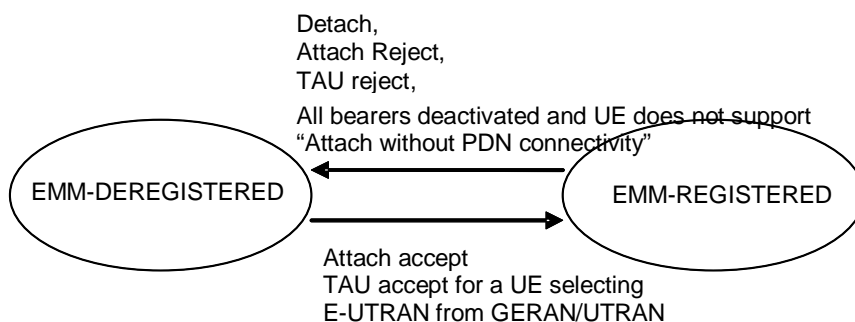 Detach,
Attach Reject,
TAU reject,
All bearers deactivated and UE does not support
“Attach without PDN connectivity”
EMM-DEREGISTERED
EMM-REGISTERED
Attach accept
TAU accept for a UE selecting
E-UTRAN from GERAN/UTRAN